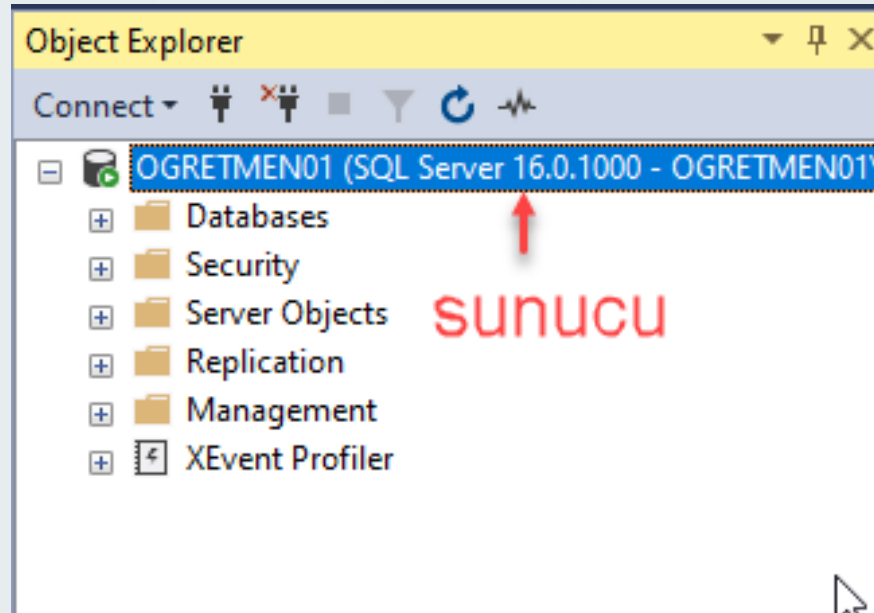 Object Explorer
Connect
OGRETMEN01 (SQL Server 16.0.1000 - OGRETMEN01\
Databases
Security
sunucu
Server Objects
Replication
Management
XEvent Profiler